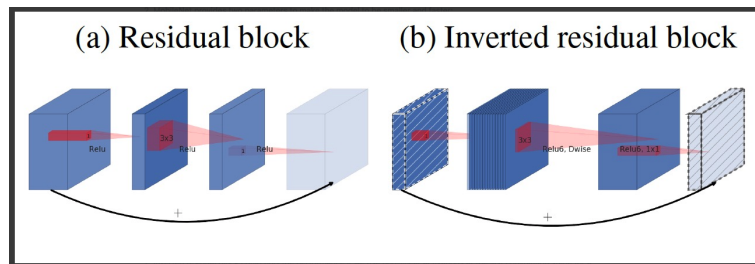 (a) Residual block
(b) Inverted residual block
Relu
3x3
Relu
Relu
+
3x3
Relu6, Dwise
Relu6, 1x1
+